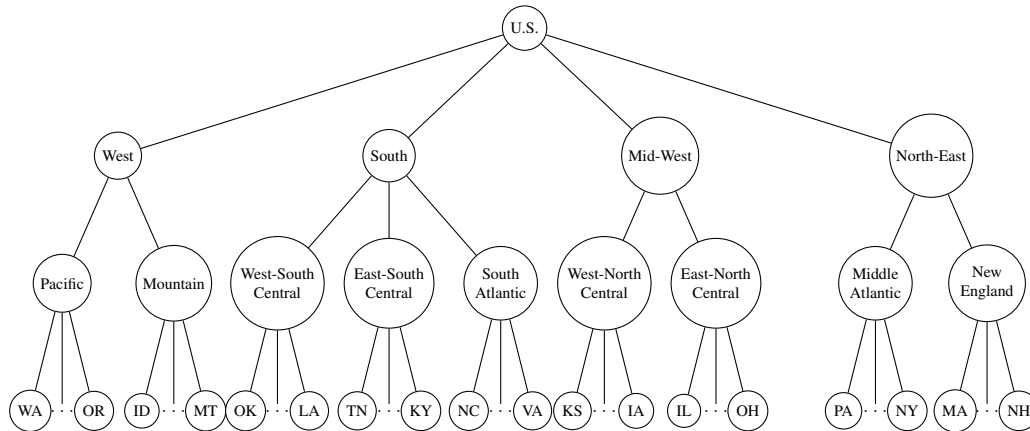 U.S.
West
South
Mid-West
North-East
Pacific
Mountain
West-South
Central
East-South
Central
South
Atlantic
West-North
Central
East-North
Central
Middle
Atlantic
New
England
WA ··· OR
ID ··· MT
OK ··· LA
TN ··· KY
NC ··· VA
KS ··· IA
IL ··· OH
PA ··· NY
MA ··· NH